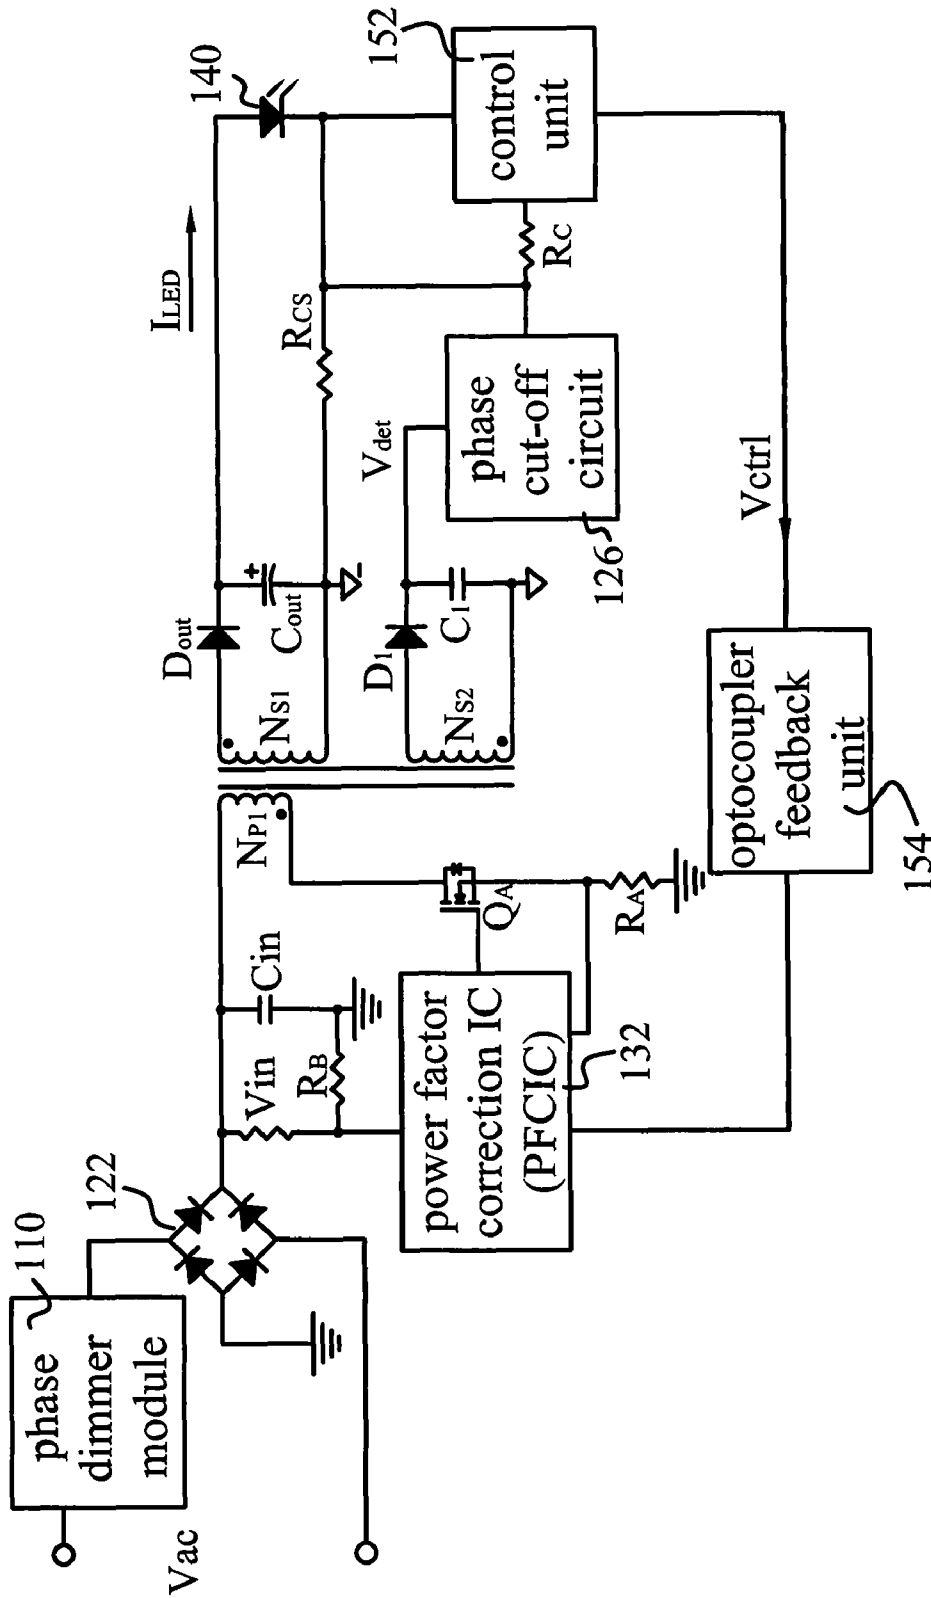 phase
dimmer
module
110
Vac
122
Vin
RB
Cin
NP1
power factor
correction IC
(PFCIC)
132
QA
RA
Dout
NS1
Cout
D1
NS2
C1
ILED
RCS
Vdet
phase
cut-off
circuit
126
RC
140
152
control
unit
Vctrl
optocoupler
feedback
unit
154